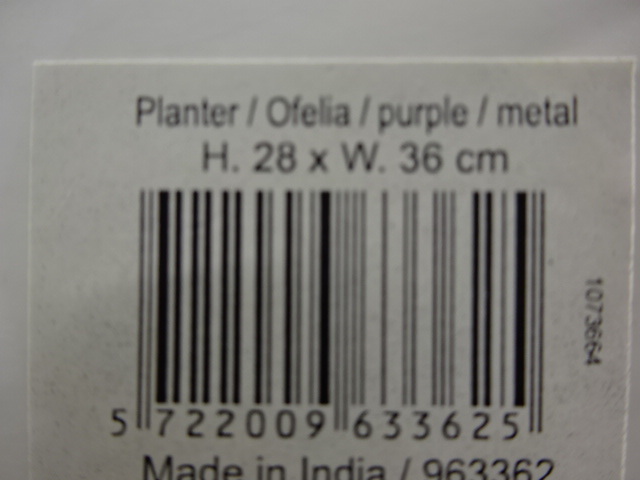 Planter / Ofelia / purple / metal
H. 28 x W. 36 cm
1073664
5 722009 633625
Made in India / 963362